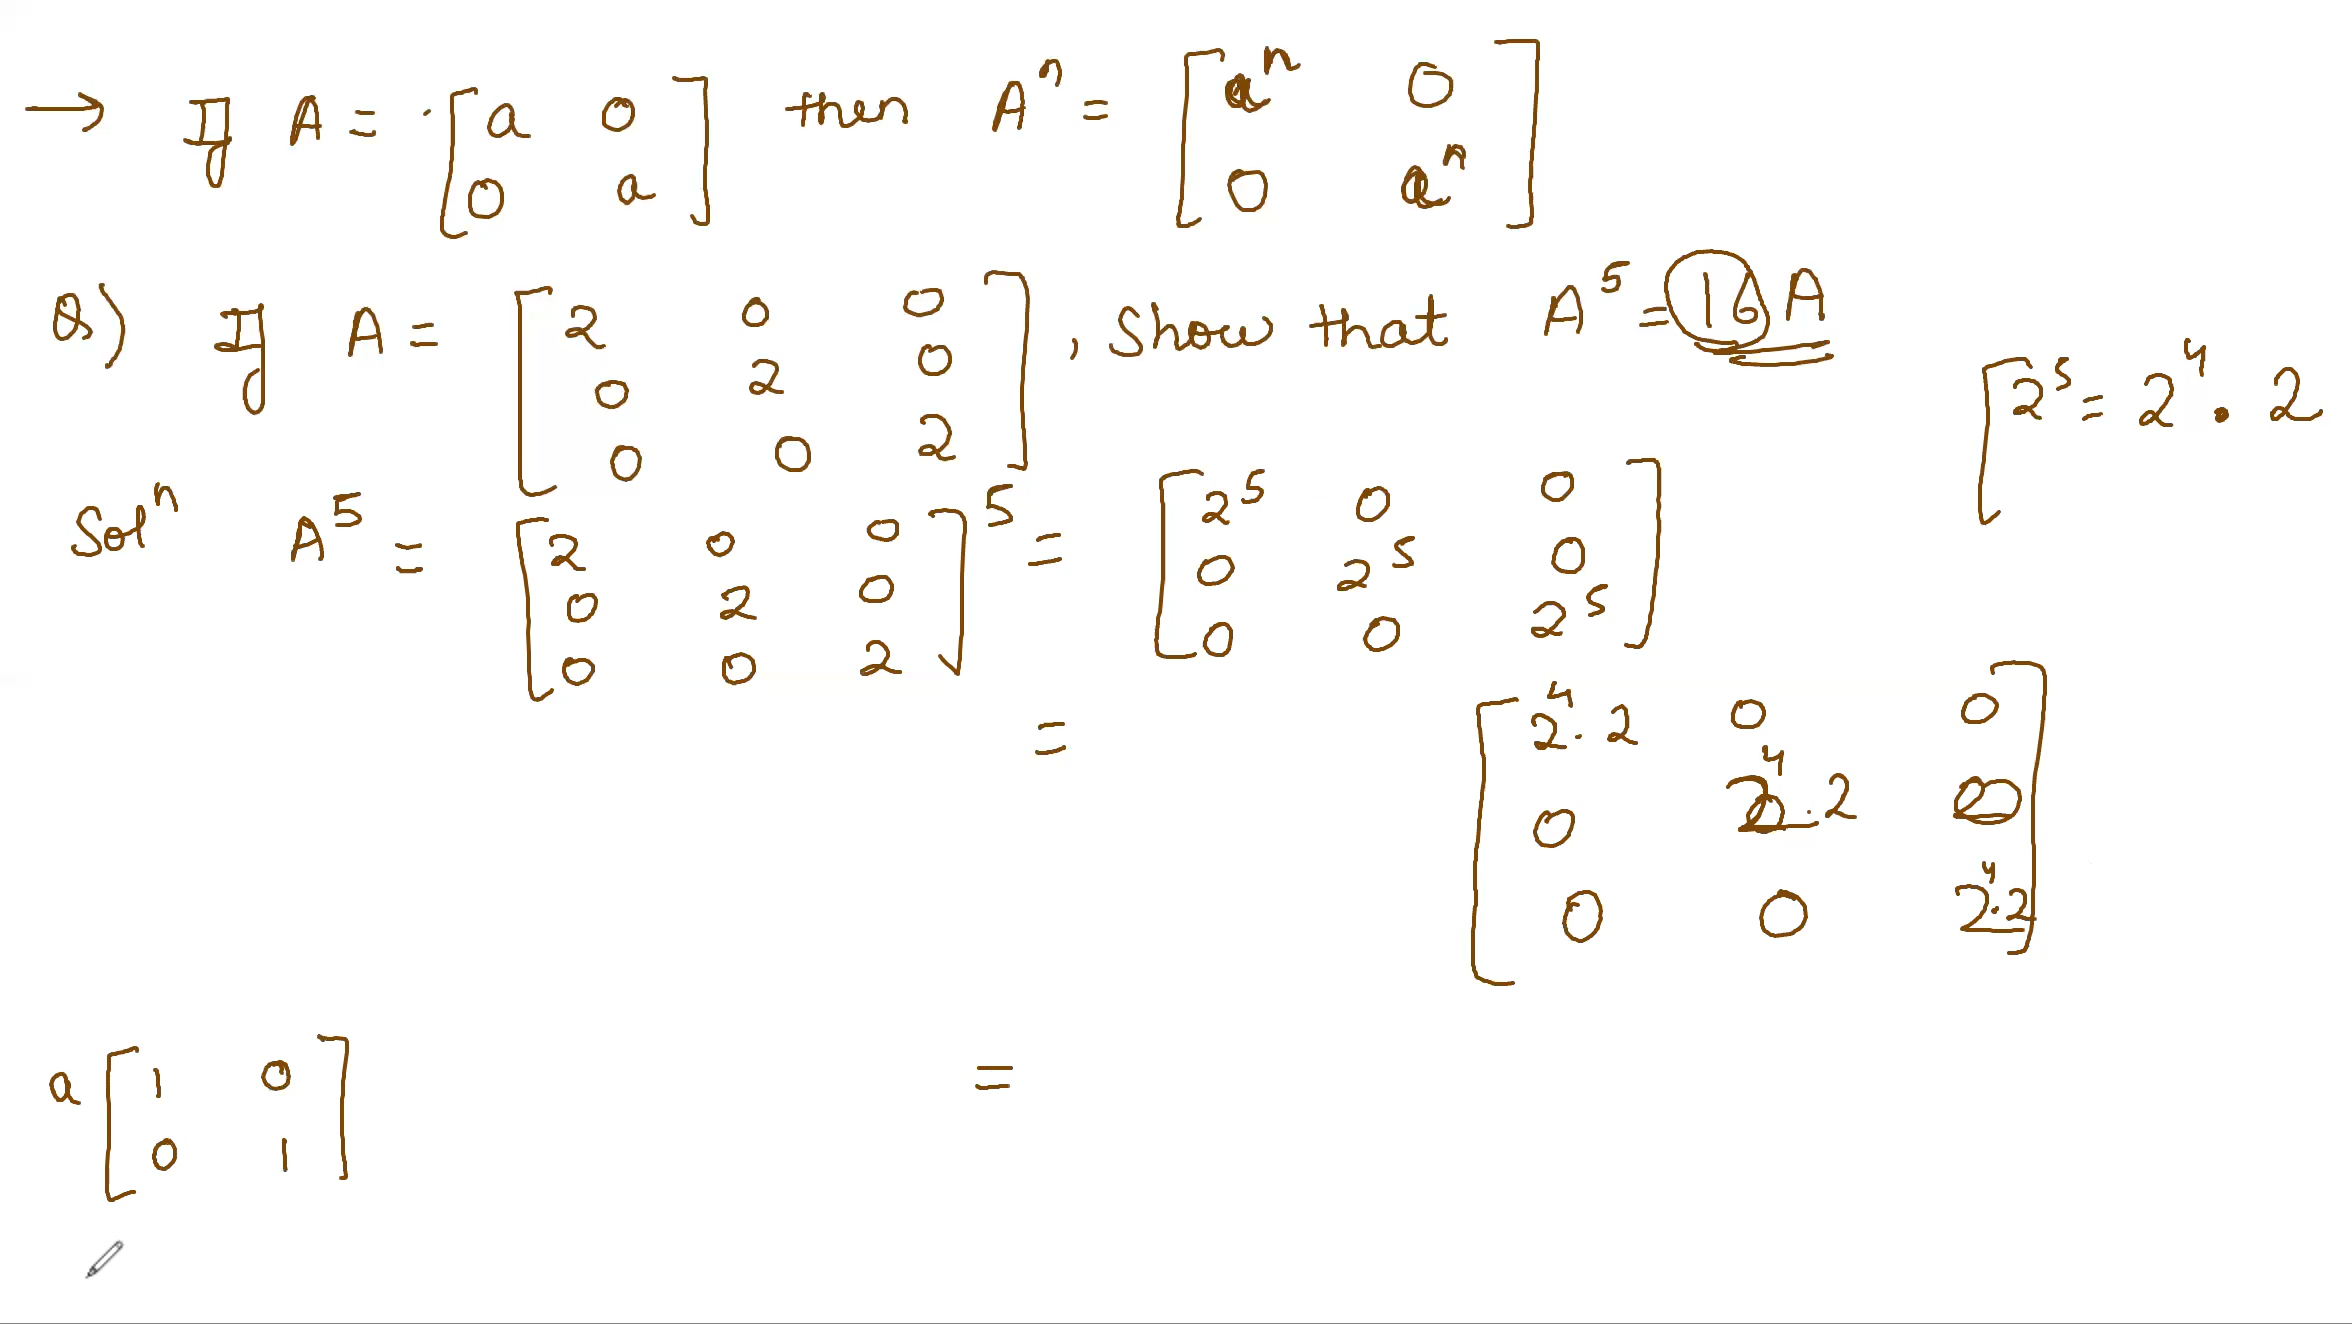 → If A = [a 0; 0 a] then Aⁿ = [aⁿ 0; 0 aⁿ]
Q) If A = [2 0 0; 0 2 0; 0 0 2], Show that A⁵ = 16A
[2⁵ = 2⁴ . 2
Solⁿ A⁵ = [2 0 0; 0 2 0; 0 0 2]⁵ = [2⁵ 0 0; 0 2⁵ 0; 0 0 2⁵]
= [2⁴.2 0 0; 0 2⁴.2 0; 0 0 2⁴.2]
a [1 0; 0 1] =